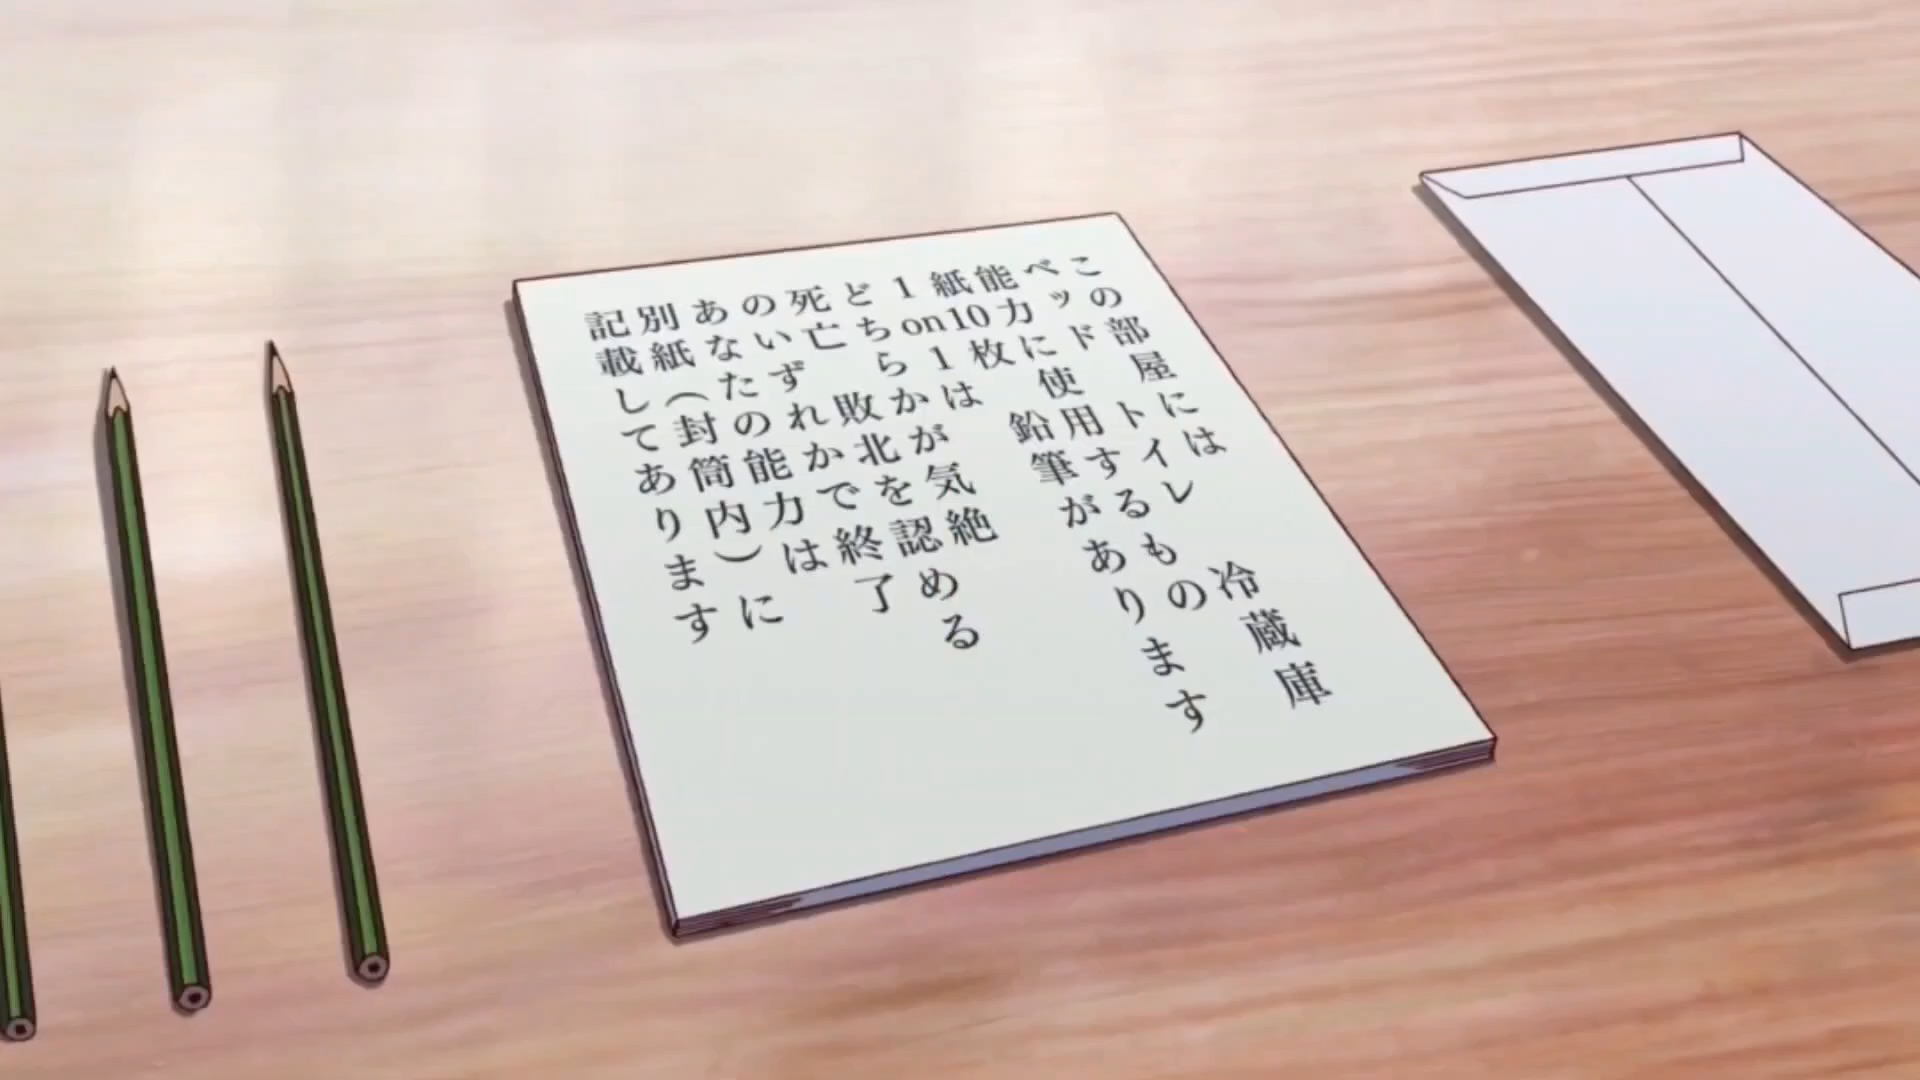 この部屋には　冷蔵庫
ベッド　トイレ
能力に使用するもの
紙10枚　鉛筆があります
1on1は
どちらかが気絶
死亡　敗北を認める
のいずれかで終了
あなたの能力は
別紙(封筒内)に
記載してあります